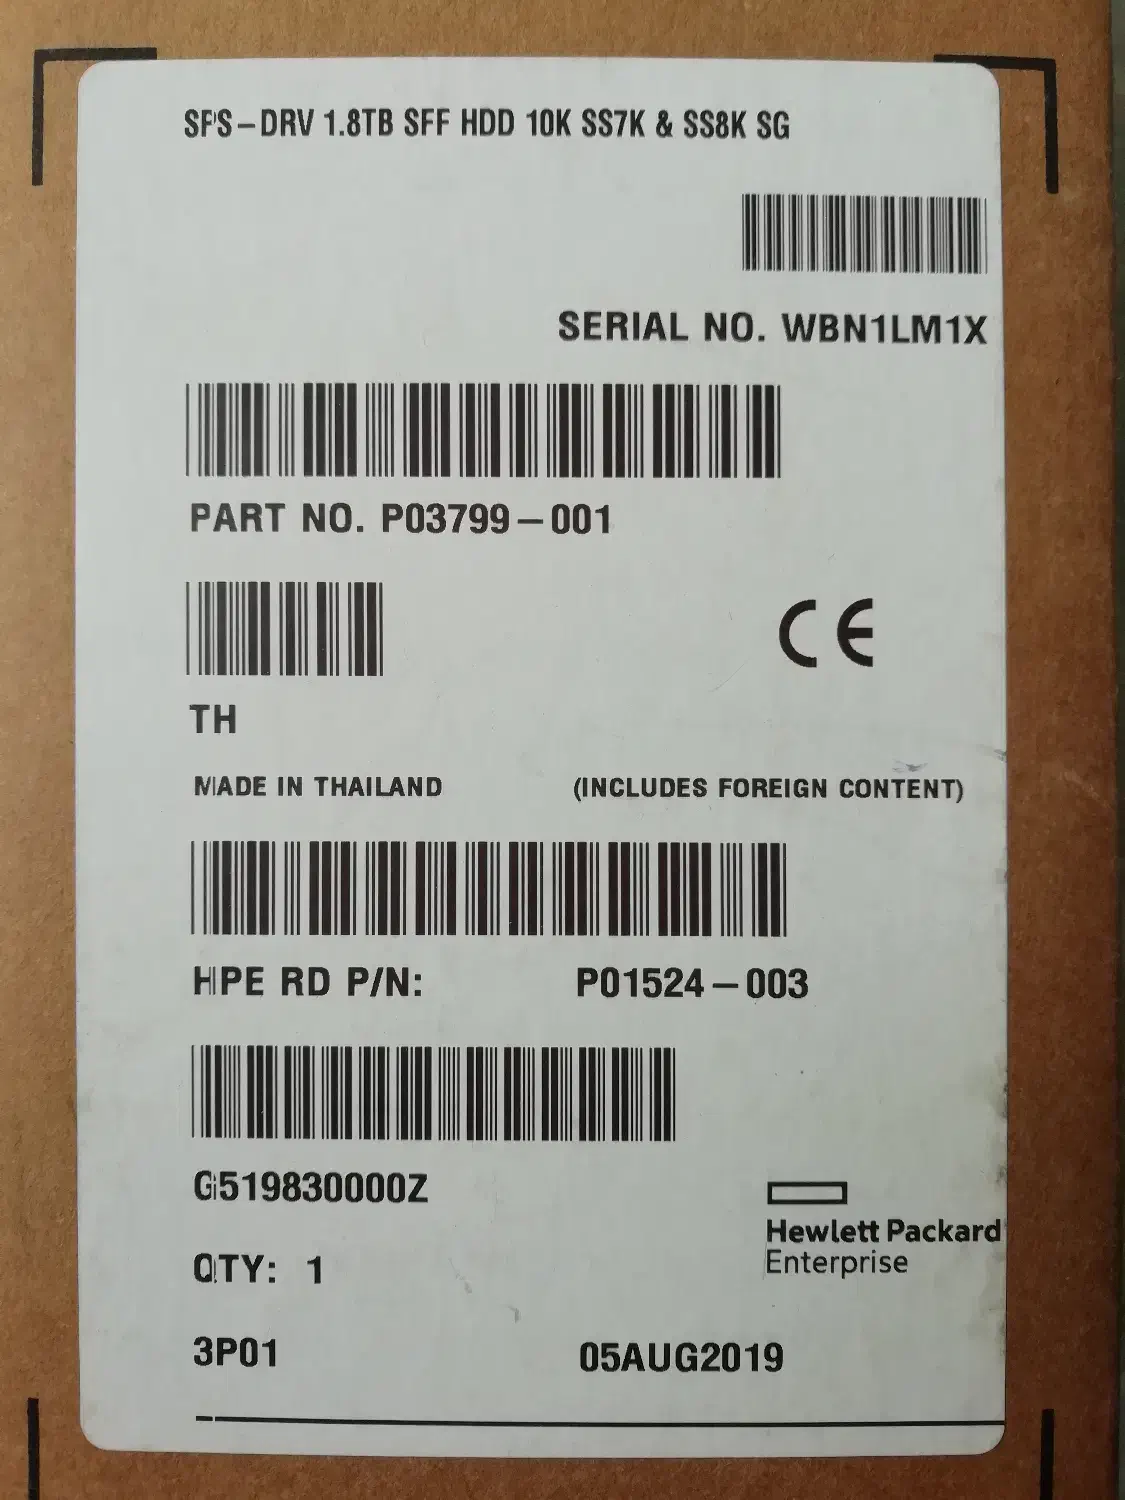 SPS-DRV 1.8TB SFF HDD 10K SS7K & SS8K SG
SERIAL NO. WBN1LM1X
PART NO. P03799-001
CE
TH
MADE IN THAILAND (INCLUDES FOREIGN CONTENT)
HPE RD P/N: P01524-003
G519830000Z
Hewlett Packard
Enterprise
QTY: 1
3P01 05AUG2019